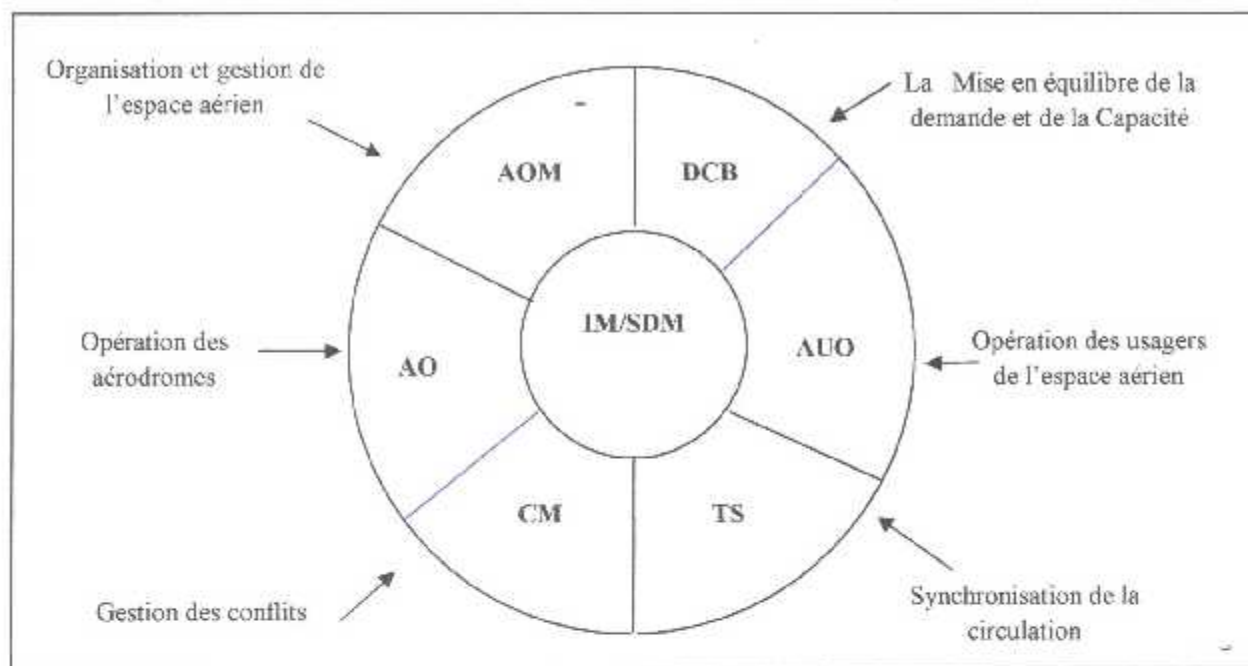 Organisation et gestion de
l'espace aérien
La Mise en équilibre de la
demande et de la Capacité
AOM
DCB
IM/SDM
Opération des
aérodromes
AO
AUO
Opération des usagers
de l'espace aérien
CM
TS
Gestion des conflits
Synchronisation de la
circulation